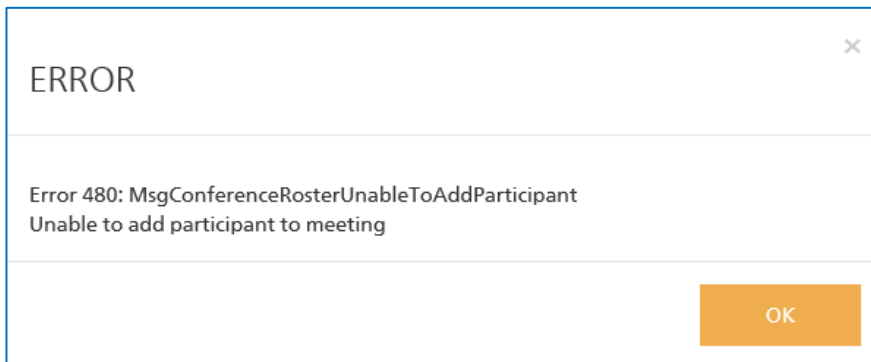 ×
ERROR
Error 480: MsgConferenceRosterUnableToAddParticipant
Unable to add participant to meeting
OK